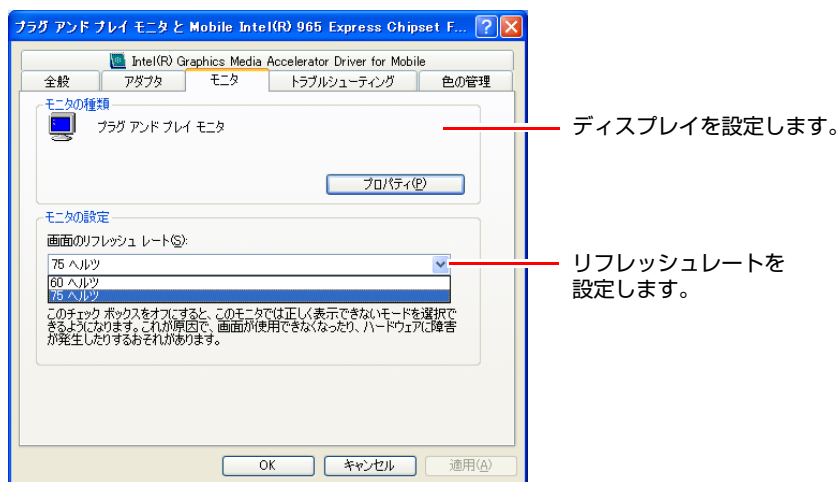 プラグ アンド プレイ モニタ と Mobile Intel(R) 965 Express Chipset F...
Intel(R) Graphics Media Accelerator Driver for Mobile
全般
アダプタ
モニタ
トラブルシューティング
色の管理
モニタの種類
プラグ アンド プレイ モニタ
プロパティ(P)
ディスプレイを設定します。
モニタの設定
画面のリフレッシュ レート(S):
75 ヘルツ
60 ヘルツ
75 ヘルツ
リフレッシュレートを
設定します。
このチェック ボックスをオフにすると、このモニタでは正しく表示できないモードを選択で
きるようになります。これが原因で、画面が使用できなくなったり、ハードウェアに障害
が発生したりするおそれがあります。
OK
キャンセル
適用(A)